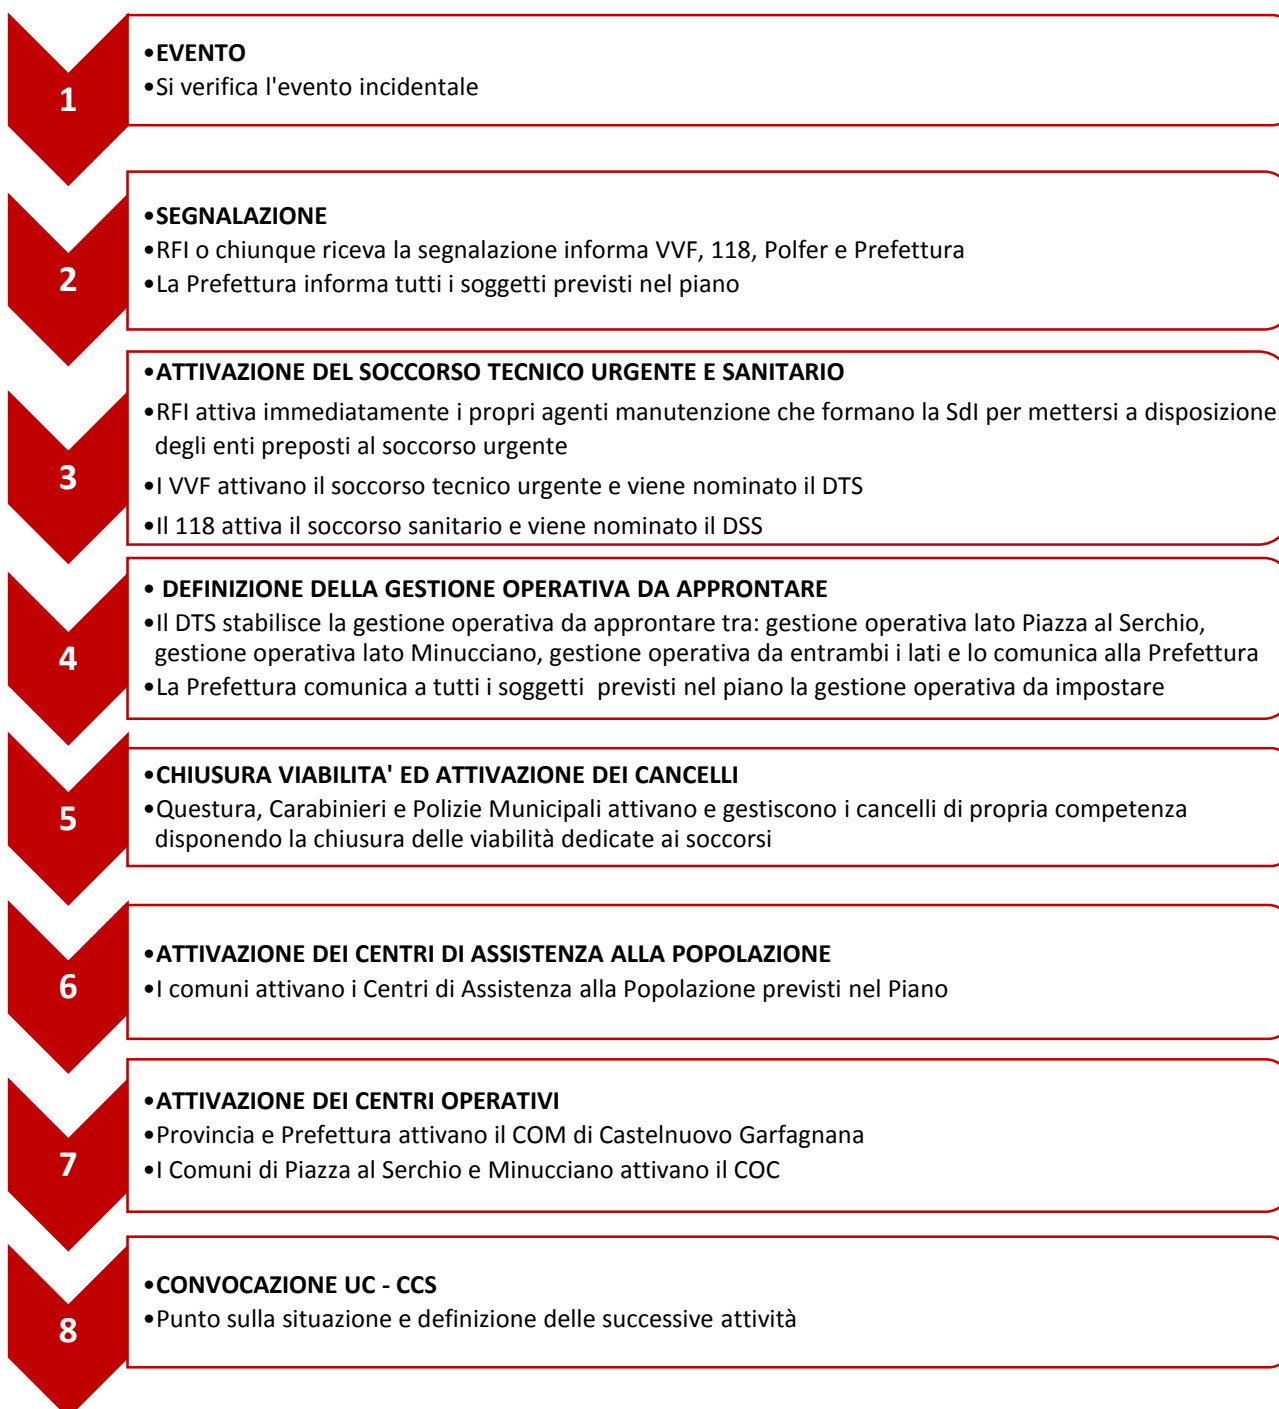 1
•EVENTO
•Si verifica l'evento incidentale
2
•SEGNALAZIONE
•RFI o chiunque riceva la segnalazione informa VVF, 118, Polfer e Prefettura
•La Prefettura informa tutti i soggetti previsti nel piano
3
•ATTIVAZIONE DEL SOCCORSO TECNICO URGENTE E SANITARIO
•RFI attiva immediatamente i propri agenti manutenzione che formano la SdI per mettersi a disposizione
degli enti preposti al soccorso urgente
•I VVF attivano il soccorso tecnico urgente e viene nominato il DTS
•Il 118 attiva il soccorso sanitario e viene nominato il DSS
4
• DEFINIZIONE DELLA GESTIONE OPERATIVA DA APPRONTARE
•Il DTS stabilisce la gestione operativa da approntare tra: gestione operativa lato Piazza al Serchio,
gestione operativa lato Minucciano, gestione operativa da entrambi i lati e lo comunica alla Prefettura
•La Prefettura comunica a tutti i soggetti previsti nel piano la gestione operativa da impostare
5
•CHIUSURA VIABILITA' ED ATTIVAZIONE DEI CANCELLI
•Questura, Carabinieri e Polizie Municipali attivano e gestiscono i cancelli di propria competenza
disponendo la chiusura delle viabilità dedicate ai soccorsi
6
•ATTIVAZIONE DEI CENTRI DI ASSISTENZA ALLA POPOLAZIONE
•I comuni attivano i Centri di Assistenza alla Popolazione previsti nel Piano
7
•ATTIVAZIONE DEI CENTRI OPERATIVI
•Provincia e Prefettura attivano il COM di Castelnuovo Garfagnana
•I Comuni di Piazza al Serchio e Minucciano attivano il COC
8
•CONVOCAZIONE UC - CCS
•Punto sulla situazione e definizione delle successive attività